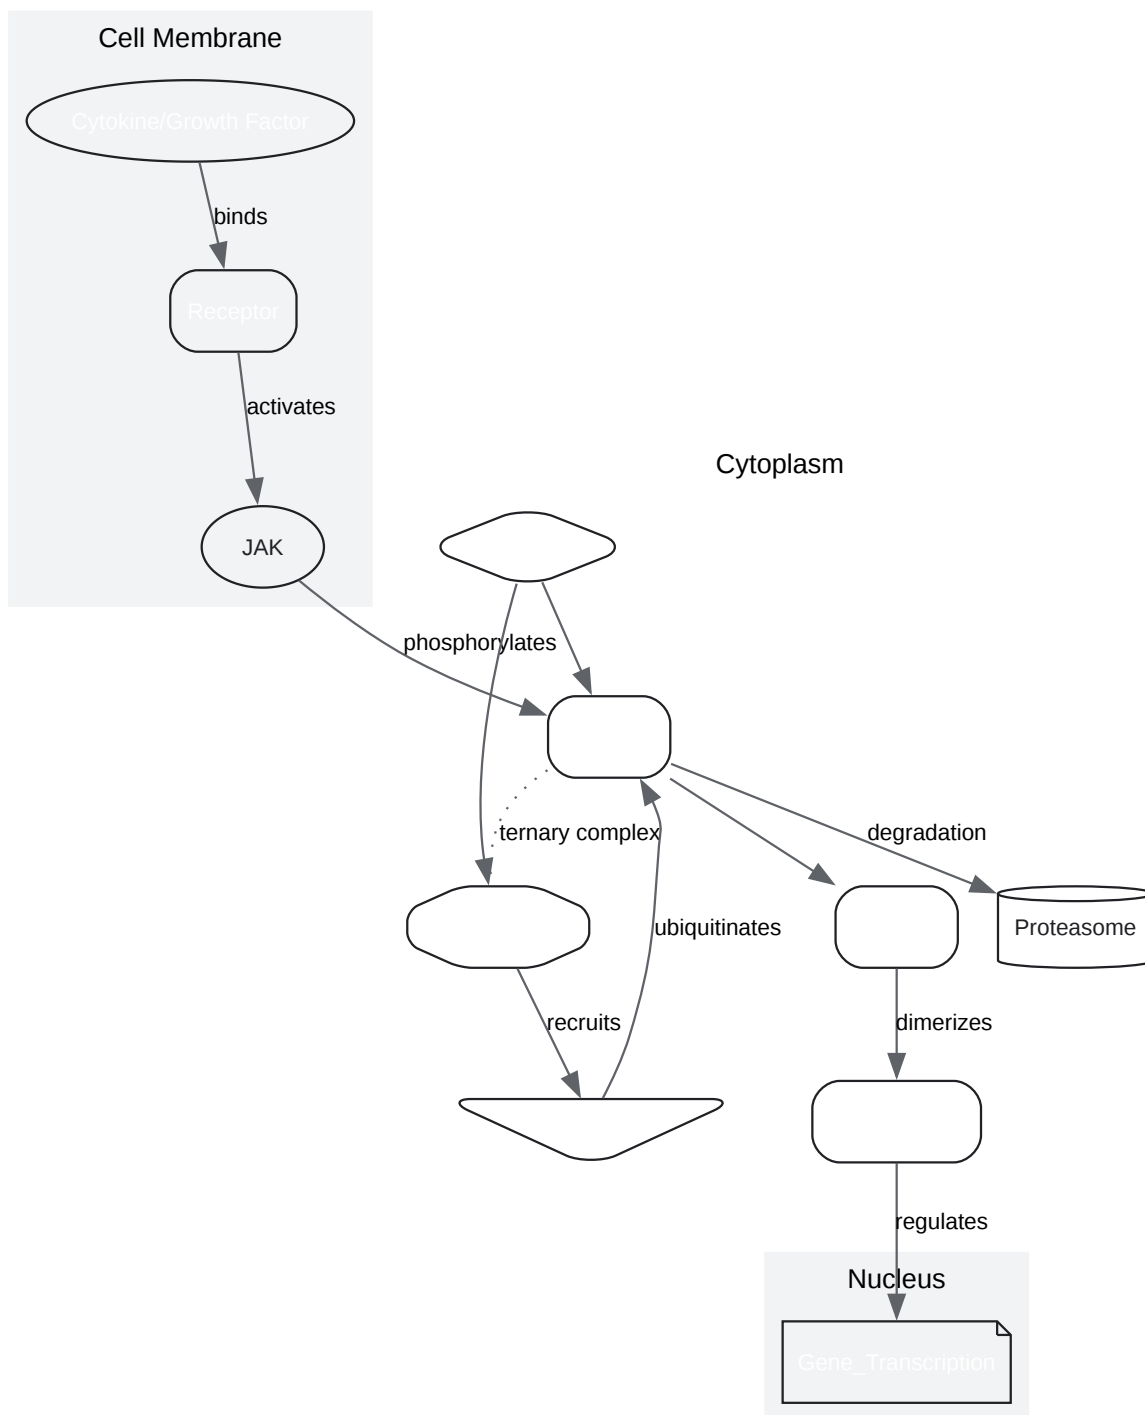 Cell Membrane
Cytokine/Growth Factor
binds
Receptor
activates
Cytoplasm
JAK
phosphorylates
ternary complex
degradation
ubiquitinates
Proteasome
recruits
dimerizes
regulates
Nucleus
Gene_Transcription